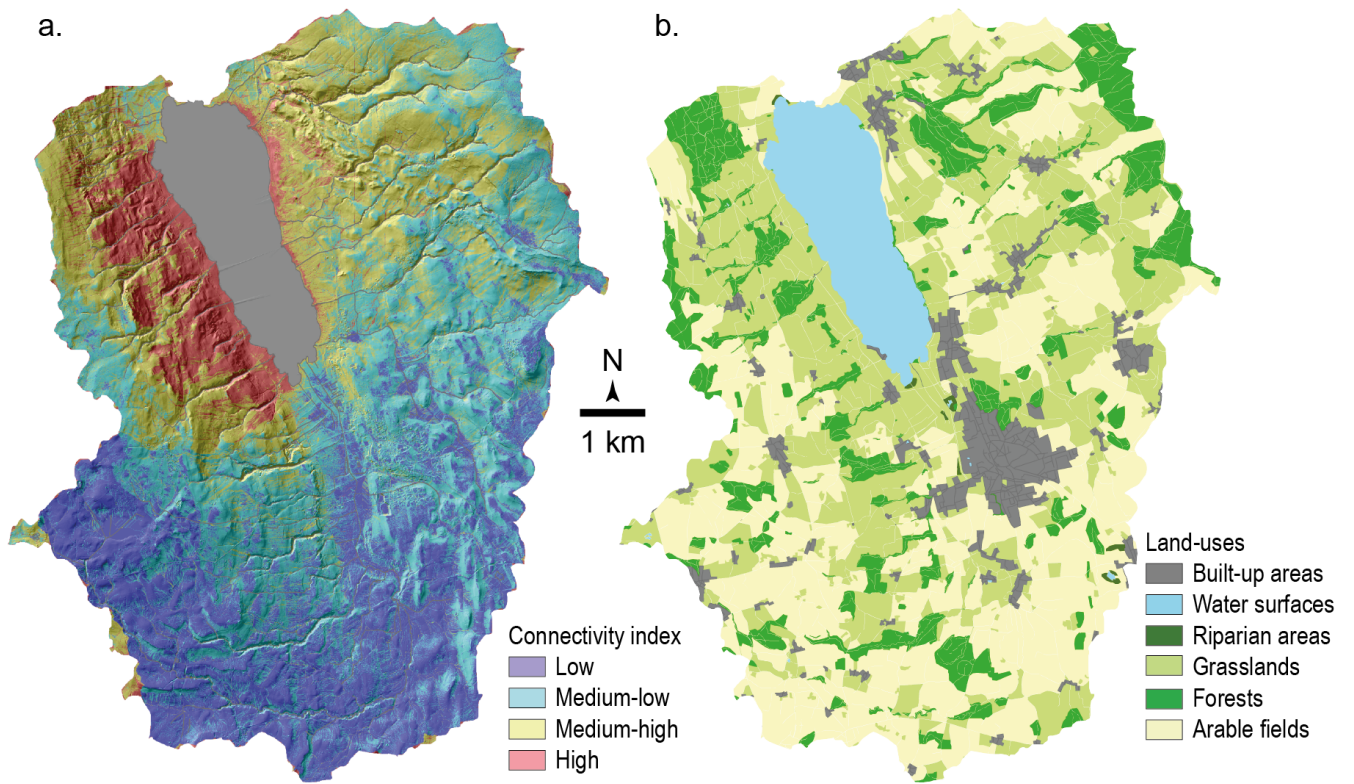 a.
b.
N
1 km
Connectivity index
Low
Medium-low
Medium-high
High
Land-uses
Built-up areas
Water surfaces
Riparian areas
Grasslands
Forests
Arable fields